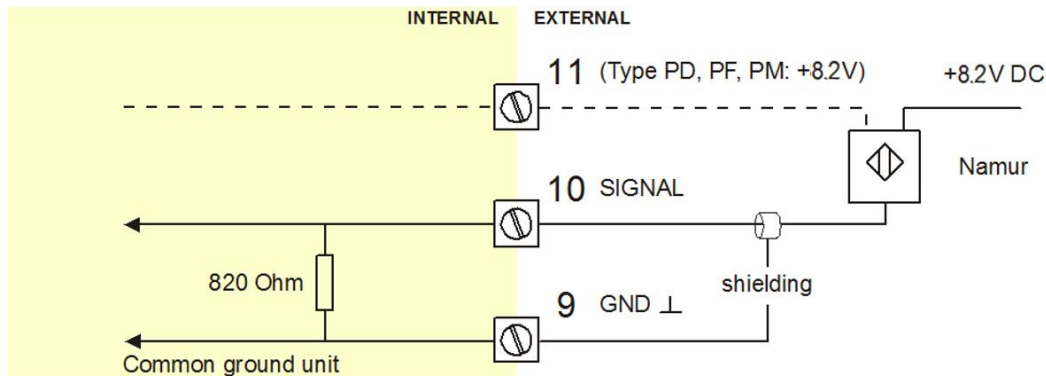 INTERNAL EXTERNAL
11 (Type PD, PF, PM: +8.2V) +8.2V DC
Namur
10 SIGNAL
820 Ohm
shielding
9 GND ⊥
Common ground unit